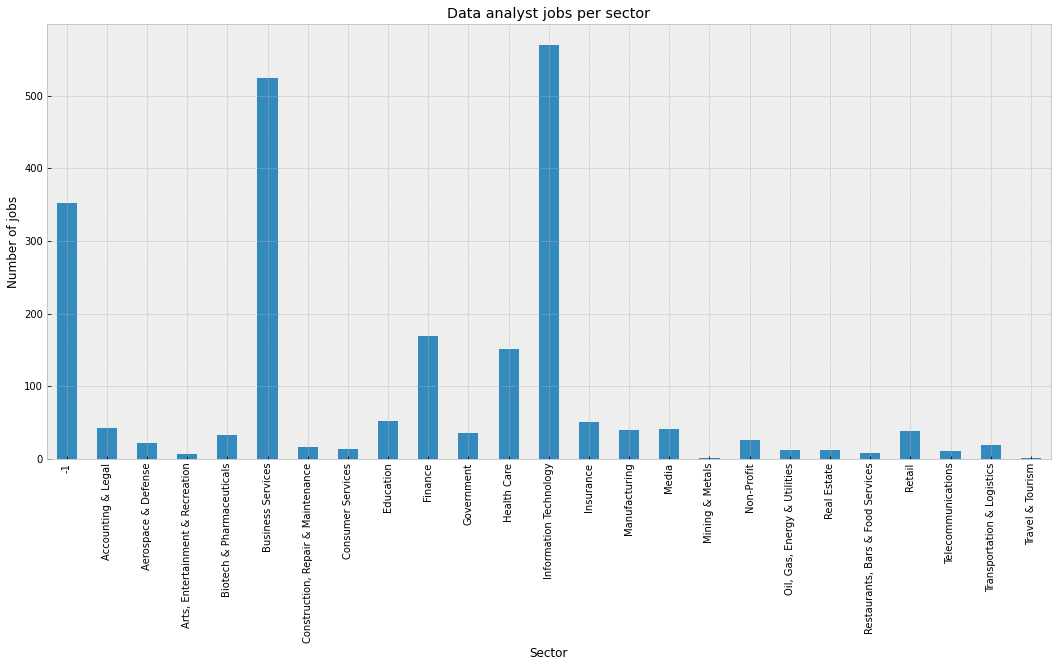 Data analyst jobs per sector
Number of jobs
500
400
300
200
100
0
-1
Accounting & Legal
Aerospace & Defense
Arts, Entertainment & Recreation
Biotech & Pharmaceuticals
Business Services
Construction, Repair & Maintenance
Consumer Services
Education
Finance
Government
Health Care
Information Technology
Insurance
Manufacturing
Media
Mining & Metals
Non-Profit
Oil, Gas, Energy & Utilities
Real Estate
Restaurants, Bars & Food Services
Retail
Telecommunications
Transportation & Logistics
Travel & Tourism
Sector